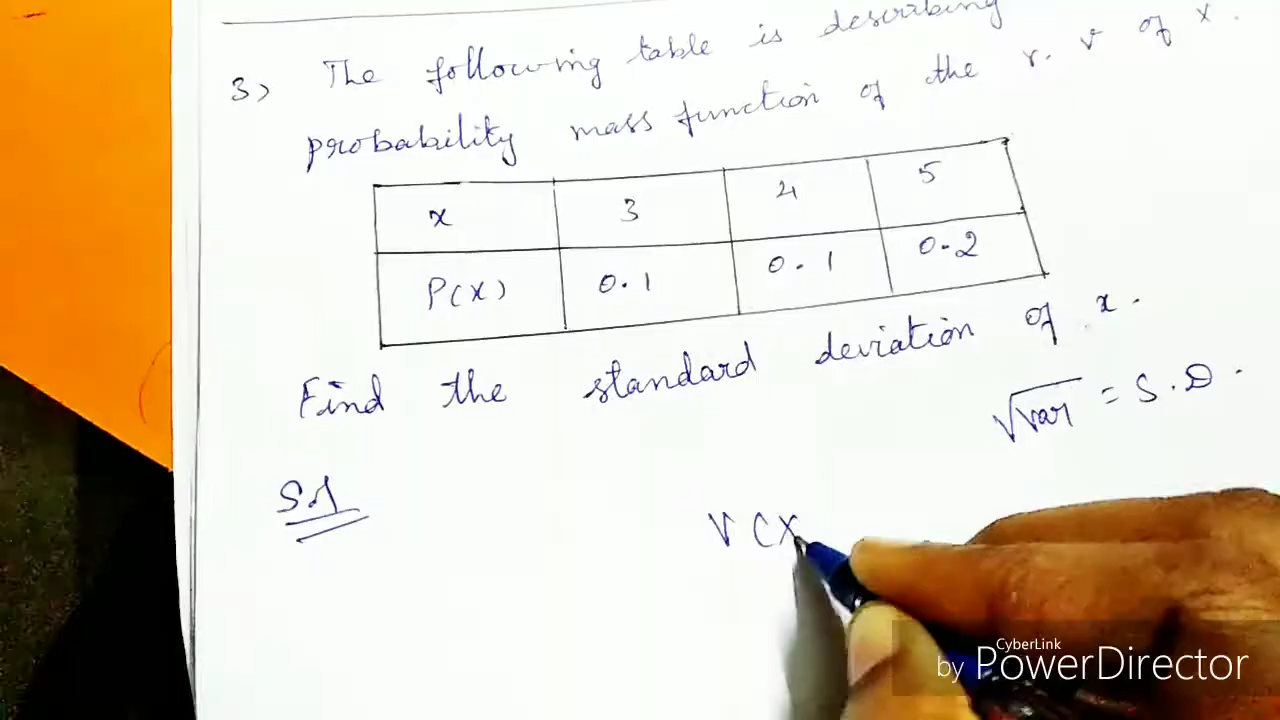 3) The following table is describing
probability mass function of the r.v of x.
x 3 4 5
P(x) 0.1 0.1 0.2
Find the standard deviation of x.
√var = S.D.
Sol
V(X
CyberLink
by PowerDirector